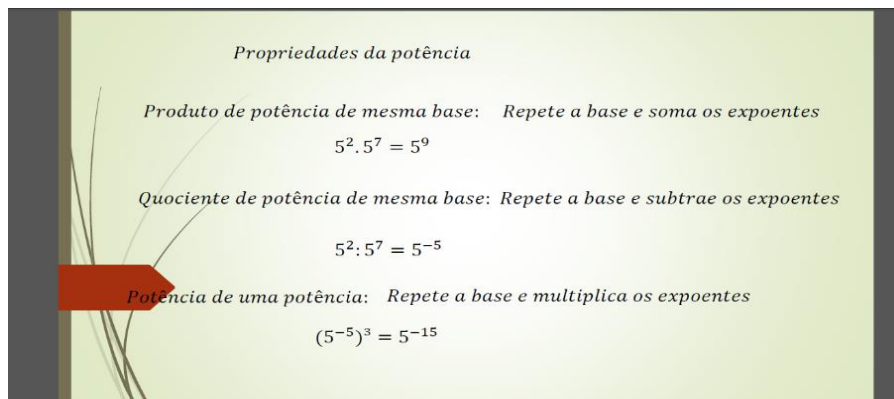 Propriedades da potência
Produto de potência de mesma base: Repete a base e soma os expoentes
5².5⁷ = 5⁹
Quociente de potência de mesma base: Repete a base e subtrae os expoentes
5²:5⁷ = 5⁻⁵
Potência de uma potência: Repete a base e multiplica os expoentes
(5⁻⁵)³ = 5⁻¹⁵